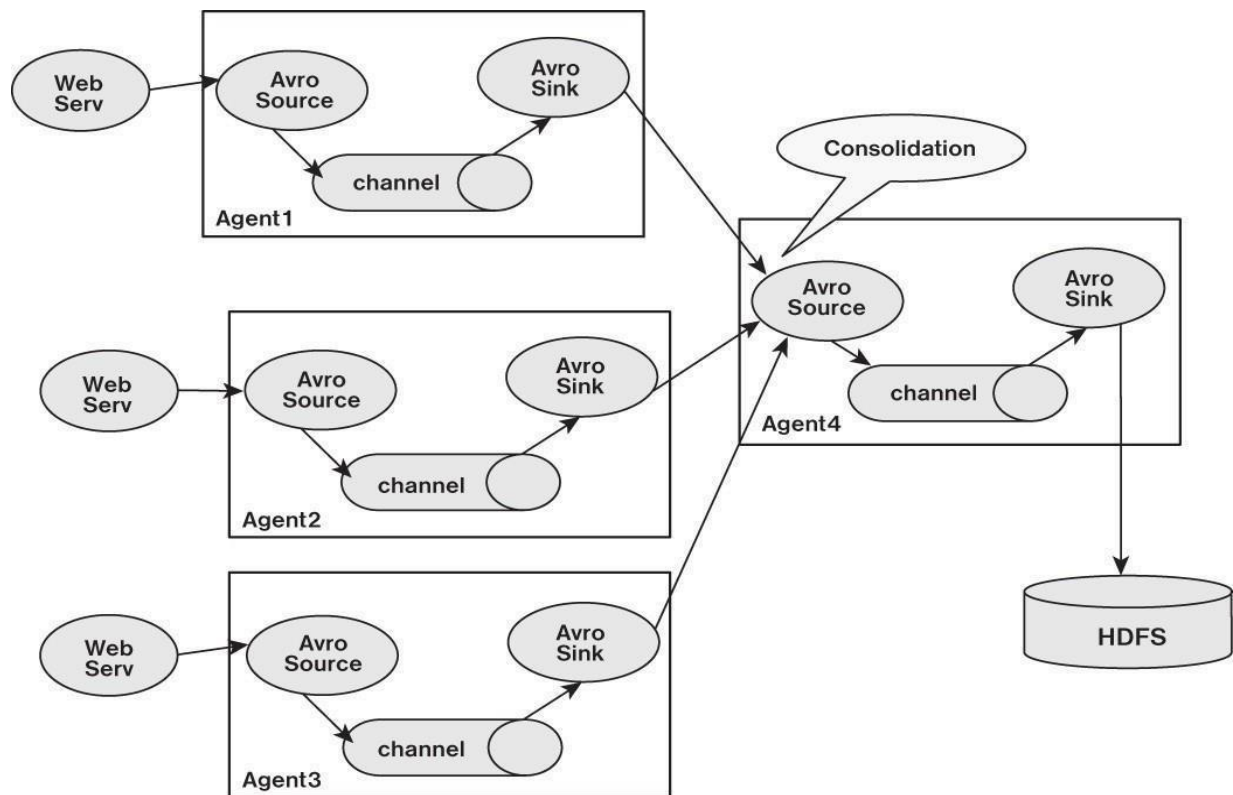 Web
Serv
Avro
Source
Avro
Sink
channel
Agent1
Consolidation
Web
Serv
Avro
Source
Avro
Sink
channel
Agent2
Avro
Source
Avro
Sink
channel
Agent4
Web
Serv
Avro
Source
Avro
Sink
channel
Agent3
HDFS